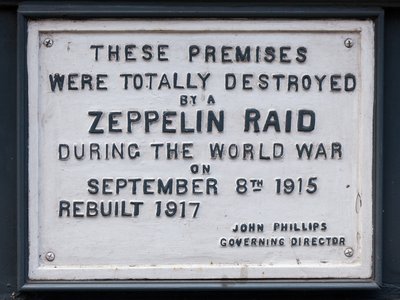 THESE PREMISES
WERE TOTALLY DESTROYED
BY A
ZEPPELIN RAID
DURING THE WORLD WAR
ON
SEPTEMBER 8TH 1915
REBUILT 1917
JOHN PHILLIPS
GOVERNING DIRECTOR